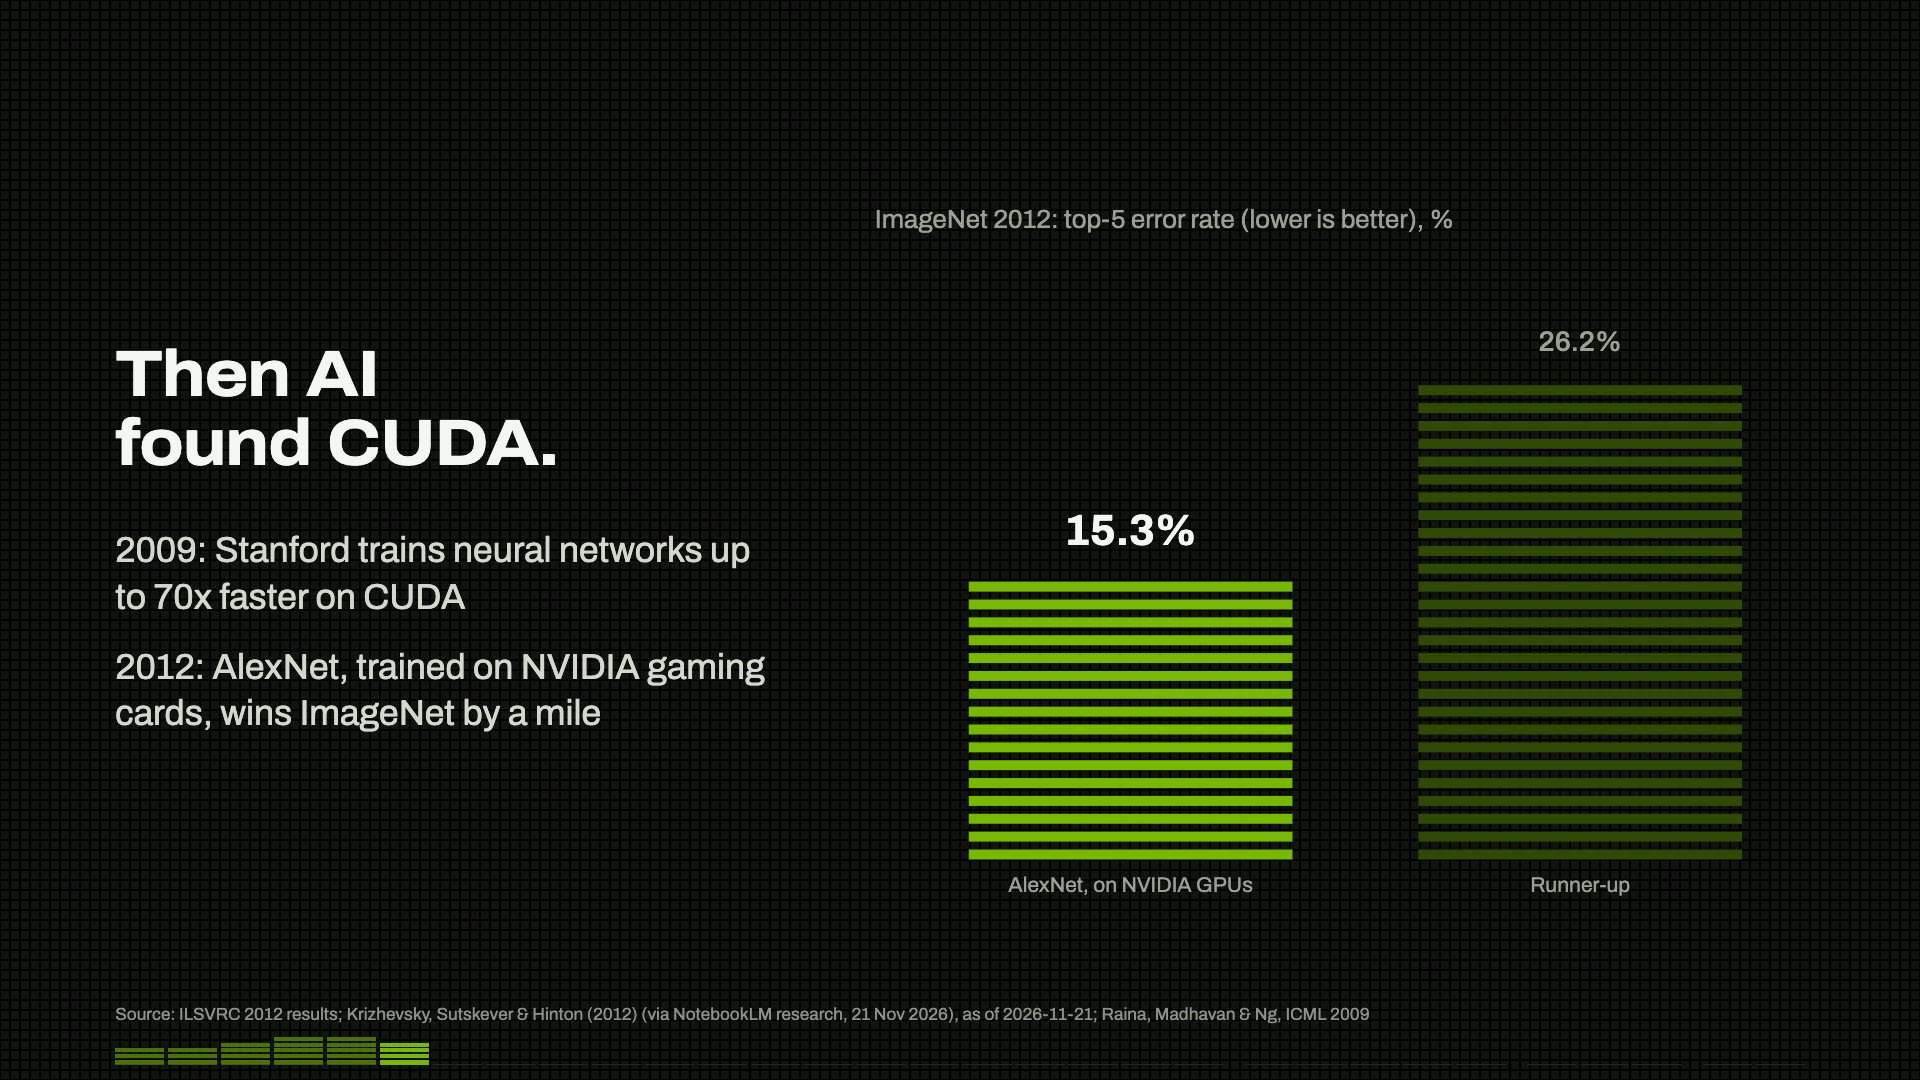 ImageNet 2012: top-5 error rate (lower is better), %
Then AI
found CUDA.
2009: Stanford trains neural networks up
to 70x faster on CUDA
2012: AlexNet, trained on NVIDIA gaming
cards, wins ImageNet by a mile
15.3%
26.2%
AlexNet, on NVIDIA GPUs
Runner-up
Source: ILSVRC 2012 results; Krizhevsky, Sutskever & Hinton (2012) (via NotebookLM research, 21 Nov 2026), as of 2026-11-21; Raina, Madhavan & Ng, ICML 2009